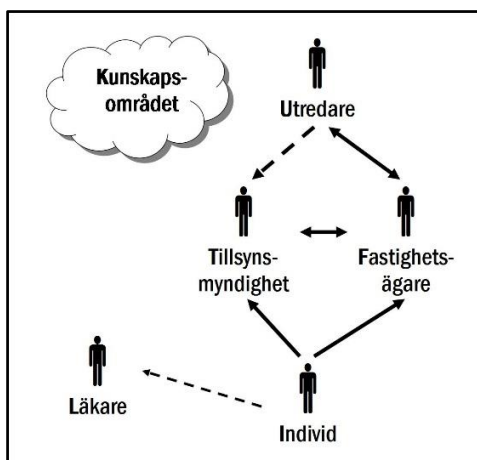 Kunskaps-
området
Utredare
Tillsyns-
myndighet
Fastighets-
ägare
Läkare
Individ